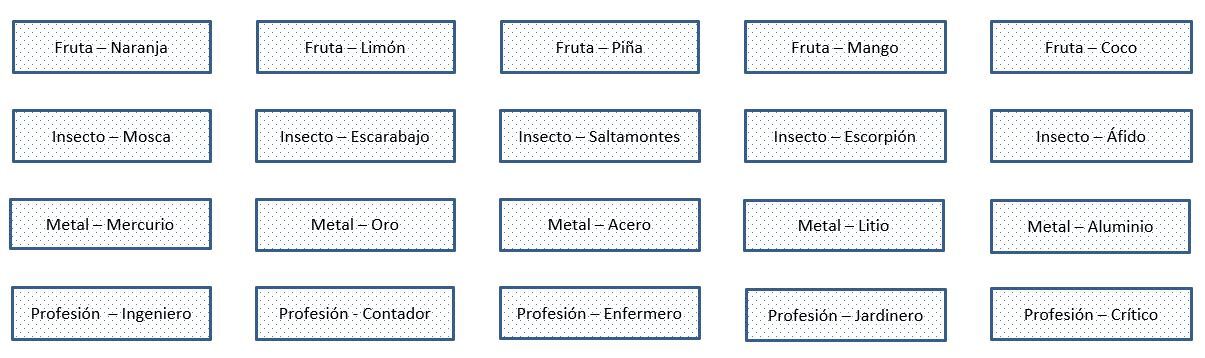 Fruta – Naranja
Fruta – Limón
Fruta – Piña
Fruta – Mango
Fruta – Coco
Insecto – Mosca
Insecto – Escarabajo
Insecto – Saltamontes
Insecto – Escorpión
Insecto – Áfido
Metal – Mercurio
Metal – Oro
Metal – Acero
Metal – Litio
Metal – Aluminio
Profesión – Ingeniero
Profesión - Contador
Profesión – Enfermero
Profesión – Jardinero
Profesión – Crítico